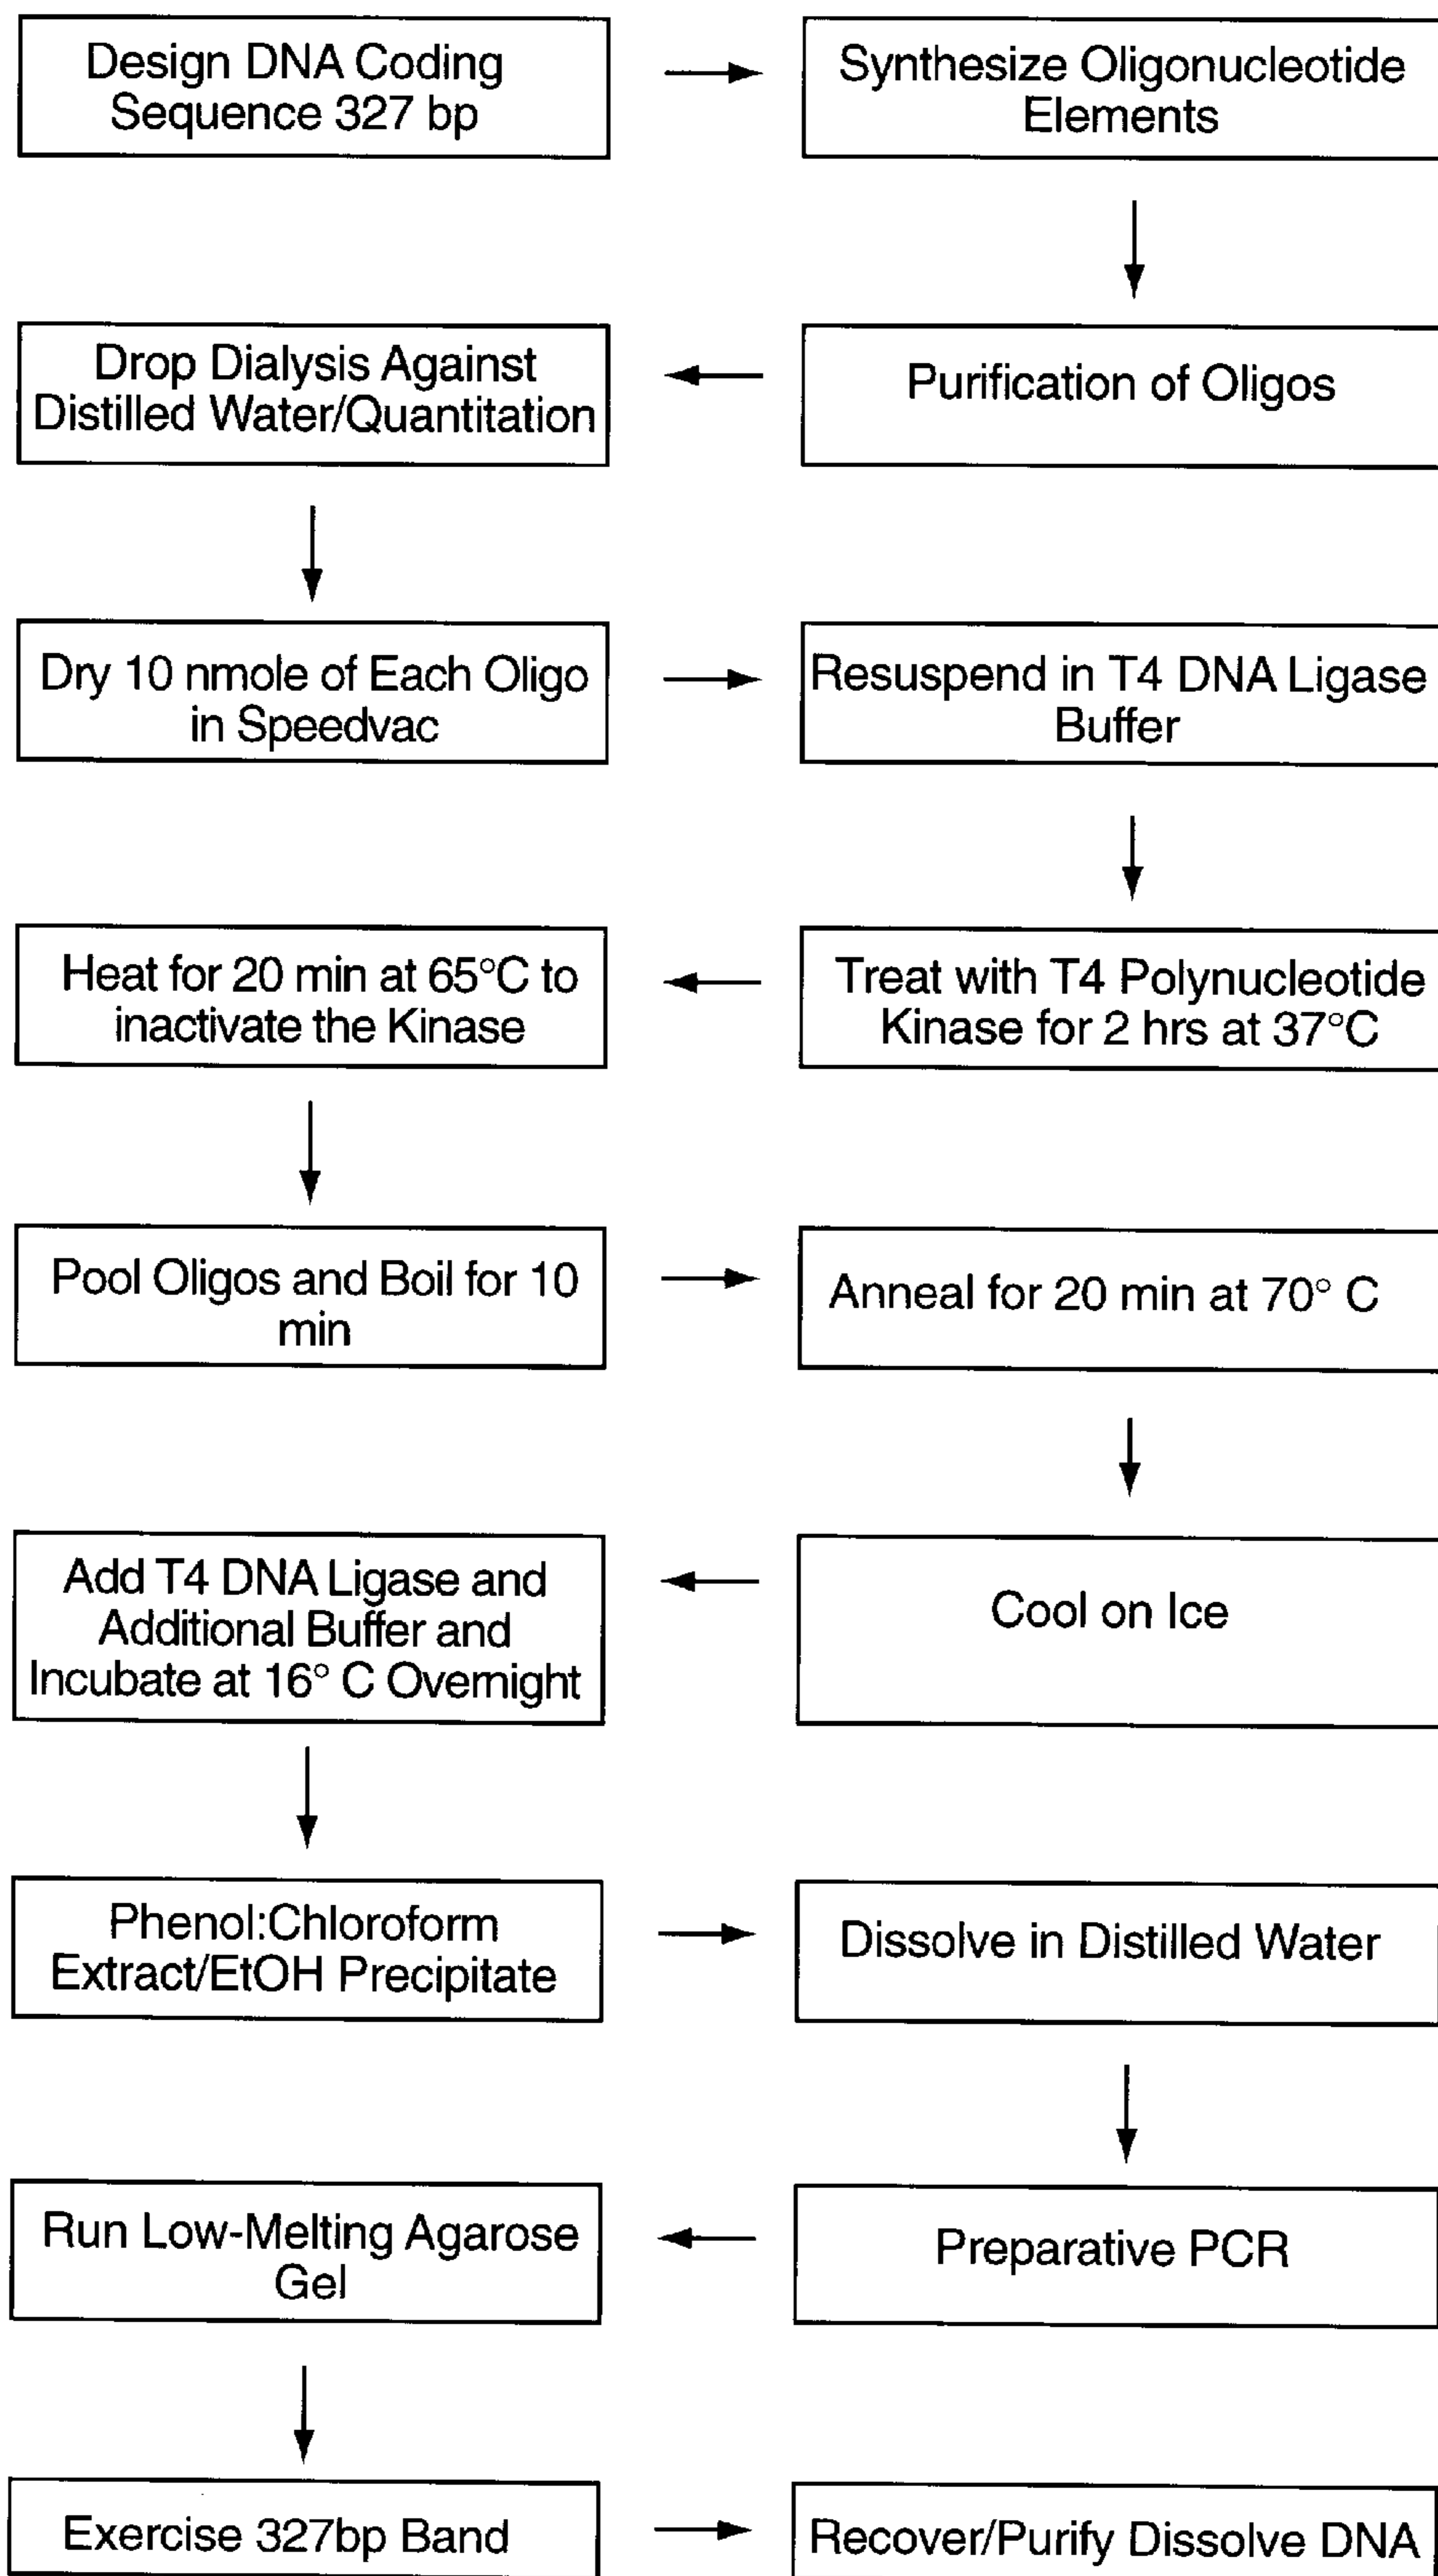 Design DNA Coding
Sequence 327 bp
Synthesize Oligonucleotide
Elements
Purification of Oligos
Drop Dialysis Against
Distilled Water/Quantitation
Dry 10 nmole of Each Oligo
in Speedvac
Resuspend in T4 DNA Ligase
Buffer
Treat with T4 Polynucleotide
Kinase for 2 hrs at 37°C
Heat for 20 min at 65°C to
inactivate the Kinase
Pool Oligos and Boil for 10
min
Anneal for 20 min at 70° C
Cool on Ice
Add T4 DNA Ligase and
Additional Buffer and
Incubate at 16° C Overnight
Phenol:Chloroform
Extract/EtOH Precipitate
Dissolve in Distilled Water
Preparative PCR
Run Low-Melting Agarose
Gel
Exercise 327bp Band
Recover/Purify Dissolve DNA